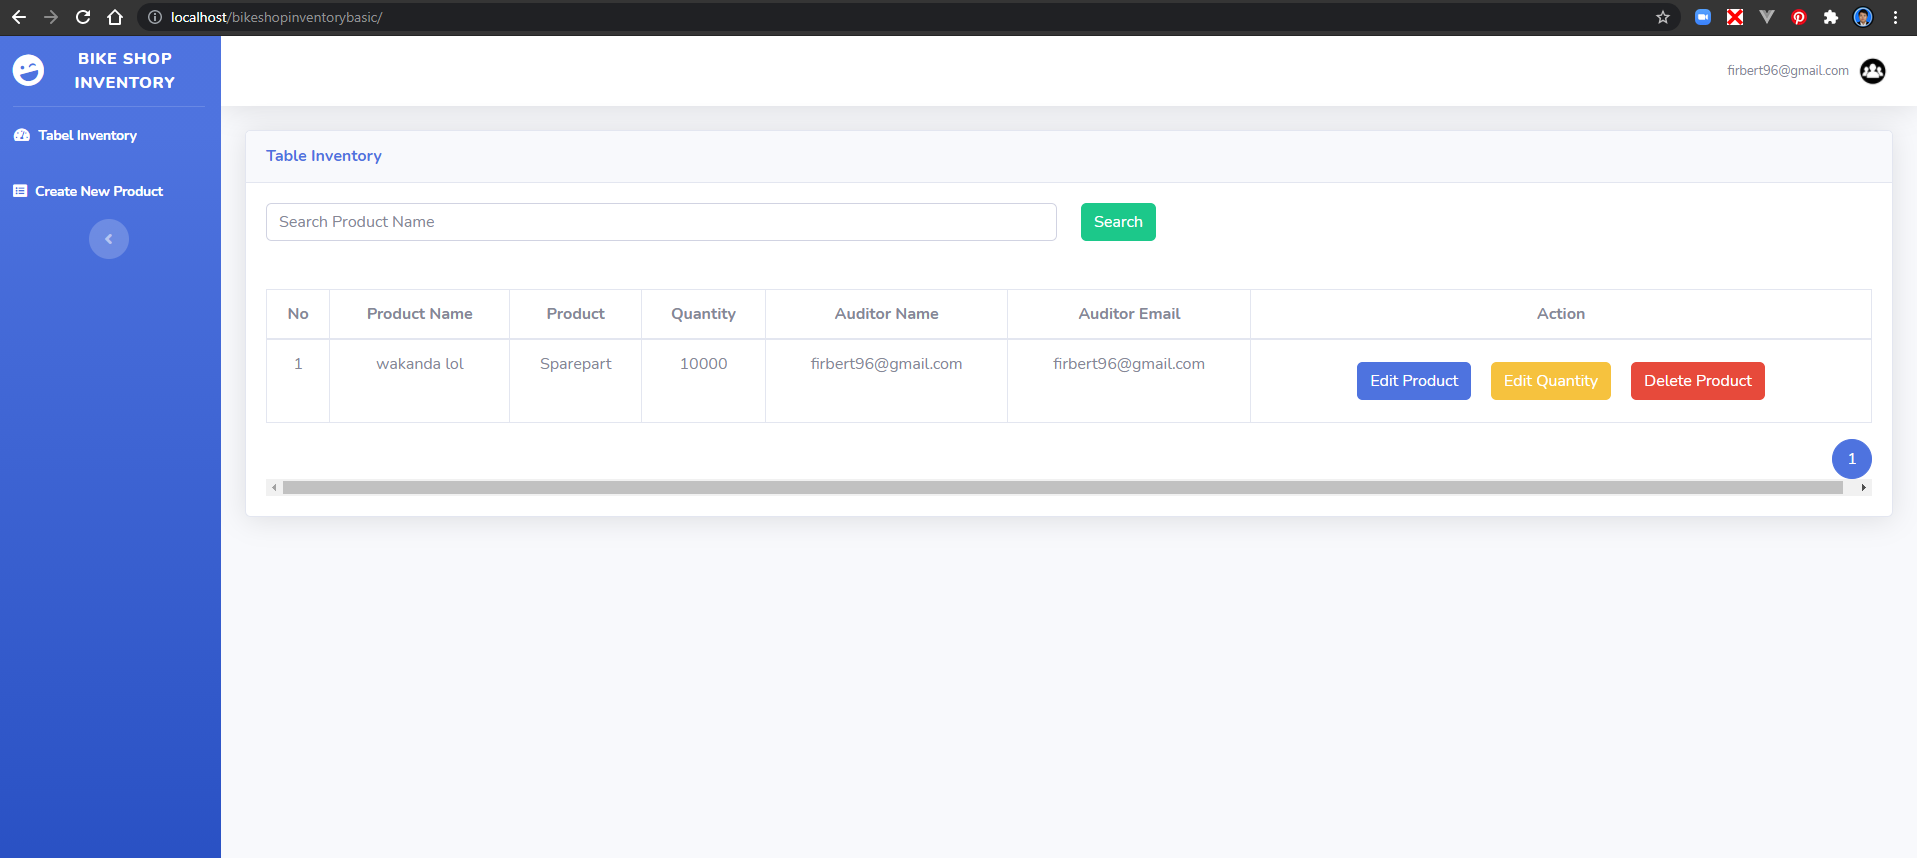 localhost/bikeshopinventorybasic/
BIKE SHOP
INVENTORY
firbert96@gmail.com
Tabel Inventory
Create New Product
Table Inventory
Search Product Name
Search
No Product Name Product Quantity Auditor Name Auditor Email Action
1 wakanda lol Sparepart 10000 firbert96@gmail.com firbert96@gmail.com Edit Product Edit Quantity Delete Product
1